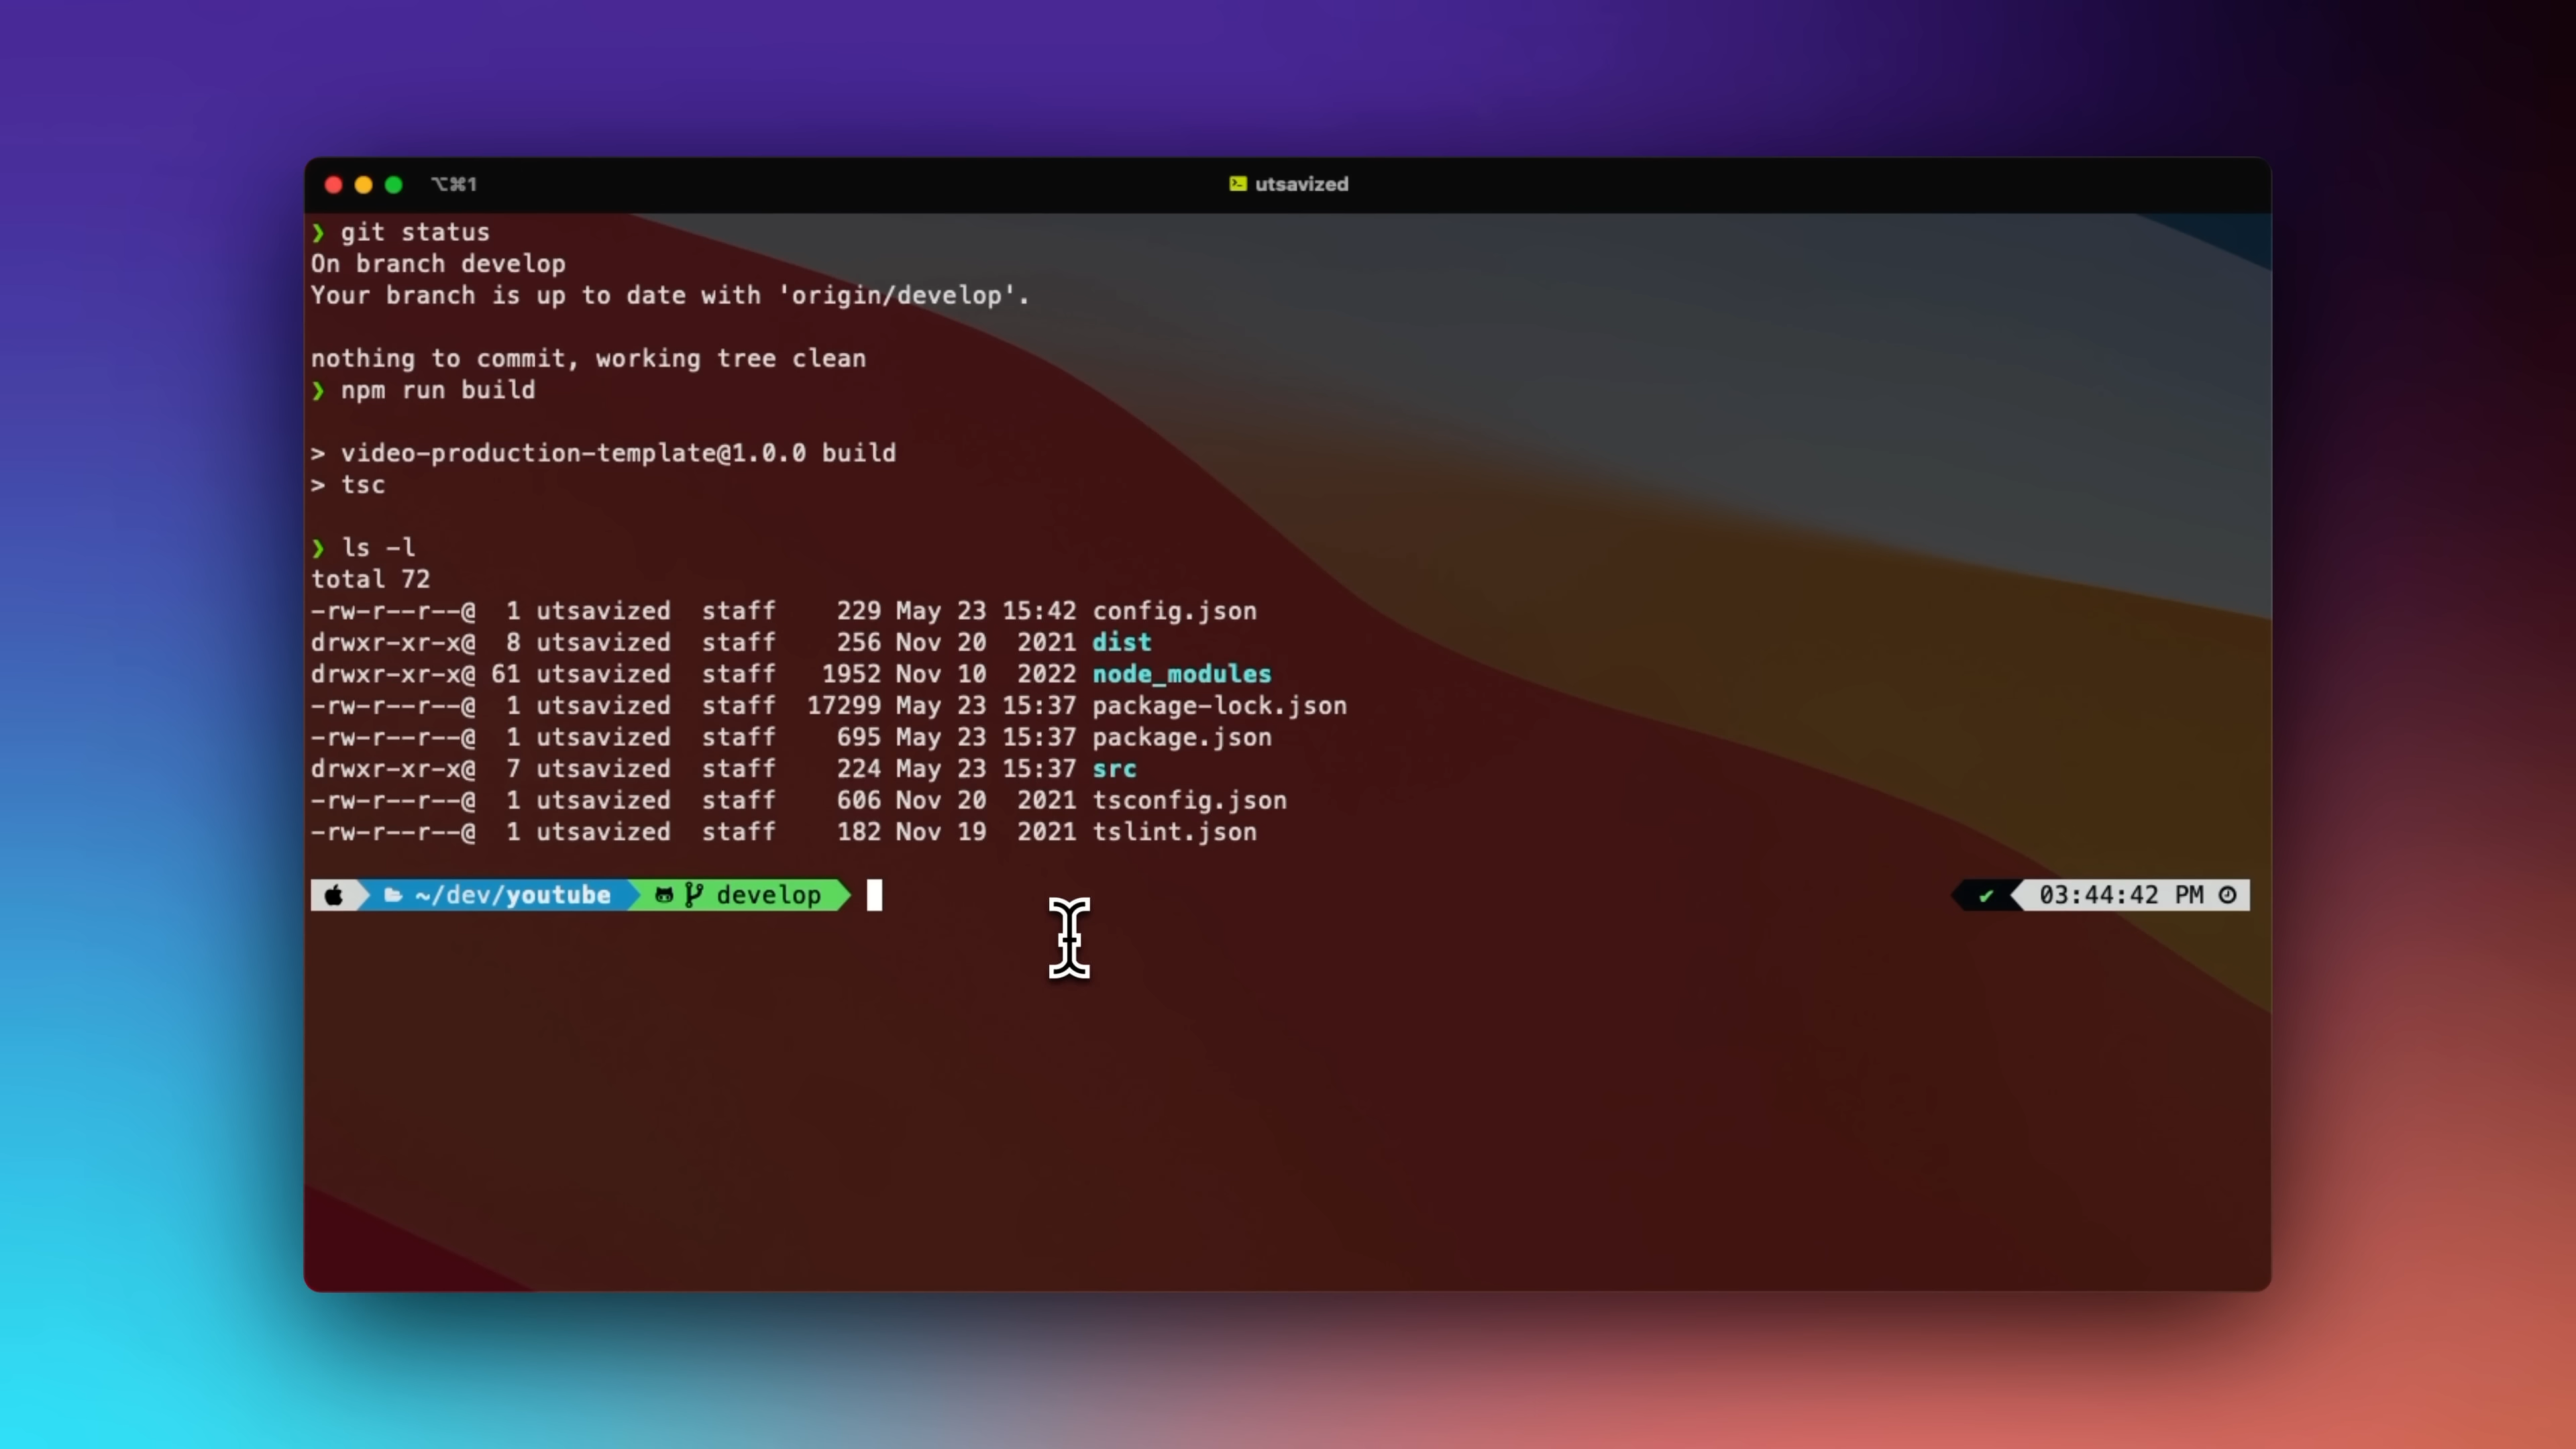 ⌥⌘1 utsavized
❯ git status
On branch develop
Your branch is up to date with 'origin/develop'.
nothing to commit, working tree clean
❯ npm run build
> video-production-template@1.0.0 build
> tsc
❯ ls -l
total 72
-rw-r--r--@  1 utsavized  staff    229 May 23 15:42 config.json
drwxr-xr-x@  8 utsavized  staff    256 Nov 20  2021 dist
drwxr-xr-x@ 61 utsavized  staff   1952 Nov 10  2022 node_modules
-rw-r--r--@  1 utsavized  staff  17299 May 23 15:37 package-lock.json
-rw-r--r--@  1 utsavized  staff    695 May 23 15:37 package.json
drwxr-xr-x@  7 utsavized  staff    224 May 23 15:37 src
-rw-r--r--@  1 utsavized  staff    606 Nov 20  2021 tsconfig.json
-rw-r--r--@  1 utsavized  staff    182 Nov 19  2021 tslint.json
~/dev/youtube develop ✔ 03:44:42 PM